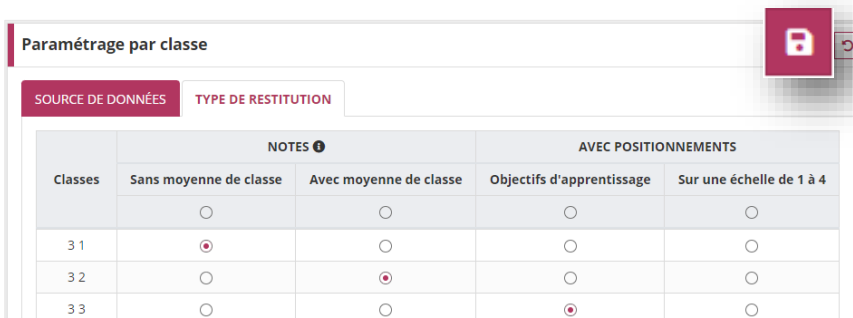 Paramétrage par classe
SOURCE DE DONNÉES TYPE DE RESTITUTION
Classes NOTES AVEC POSITIONNEMENTS
Sans moyenne de classe Avec moyenne de classe Objectifs d'apprentissage Sur une échelle de 1 à 4
3 1
3 2
3 3